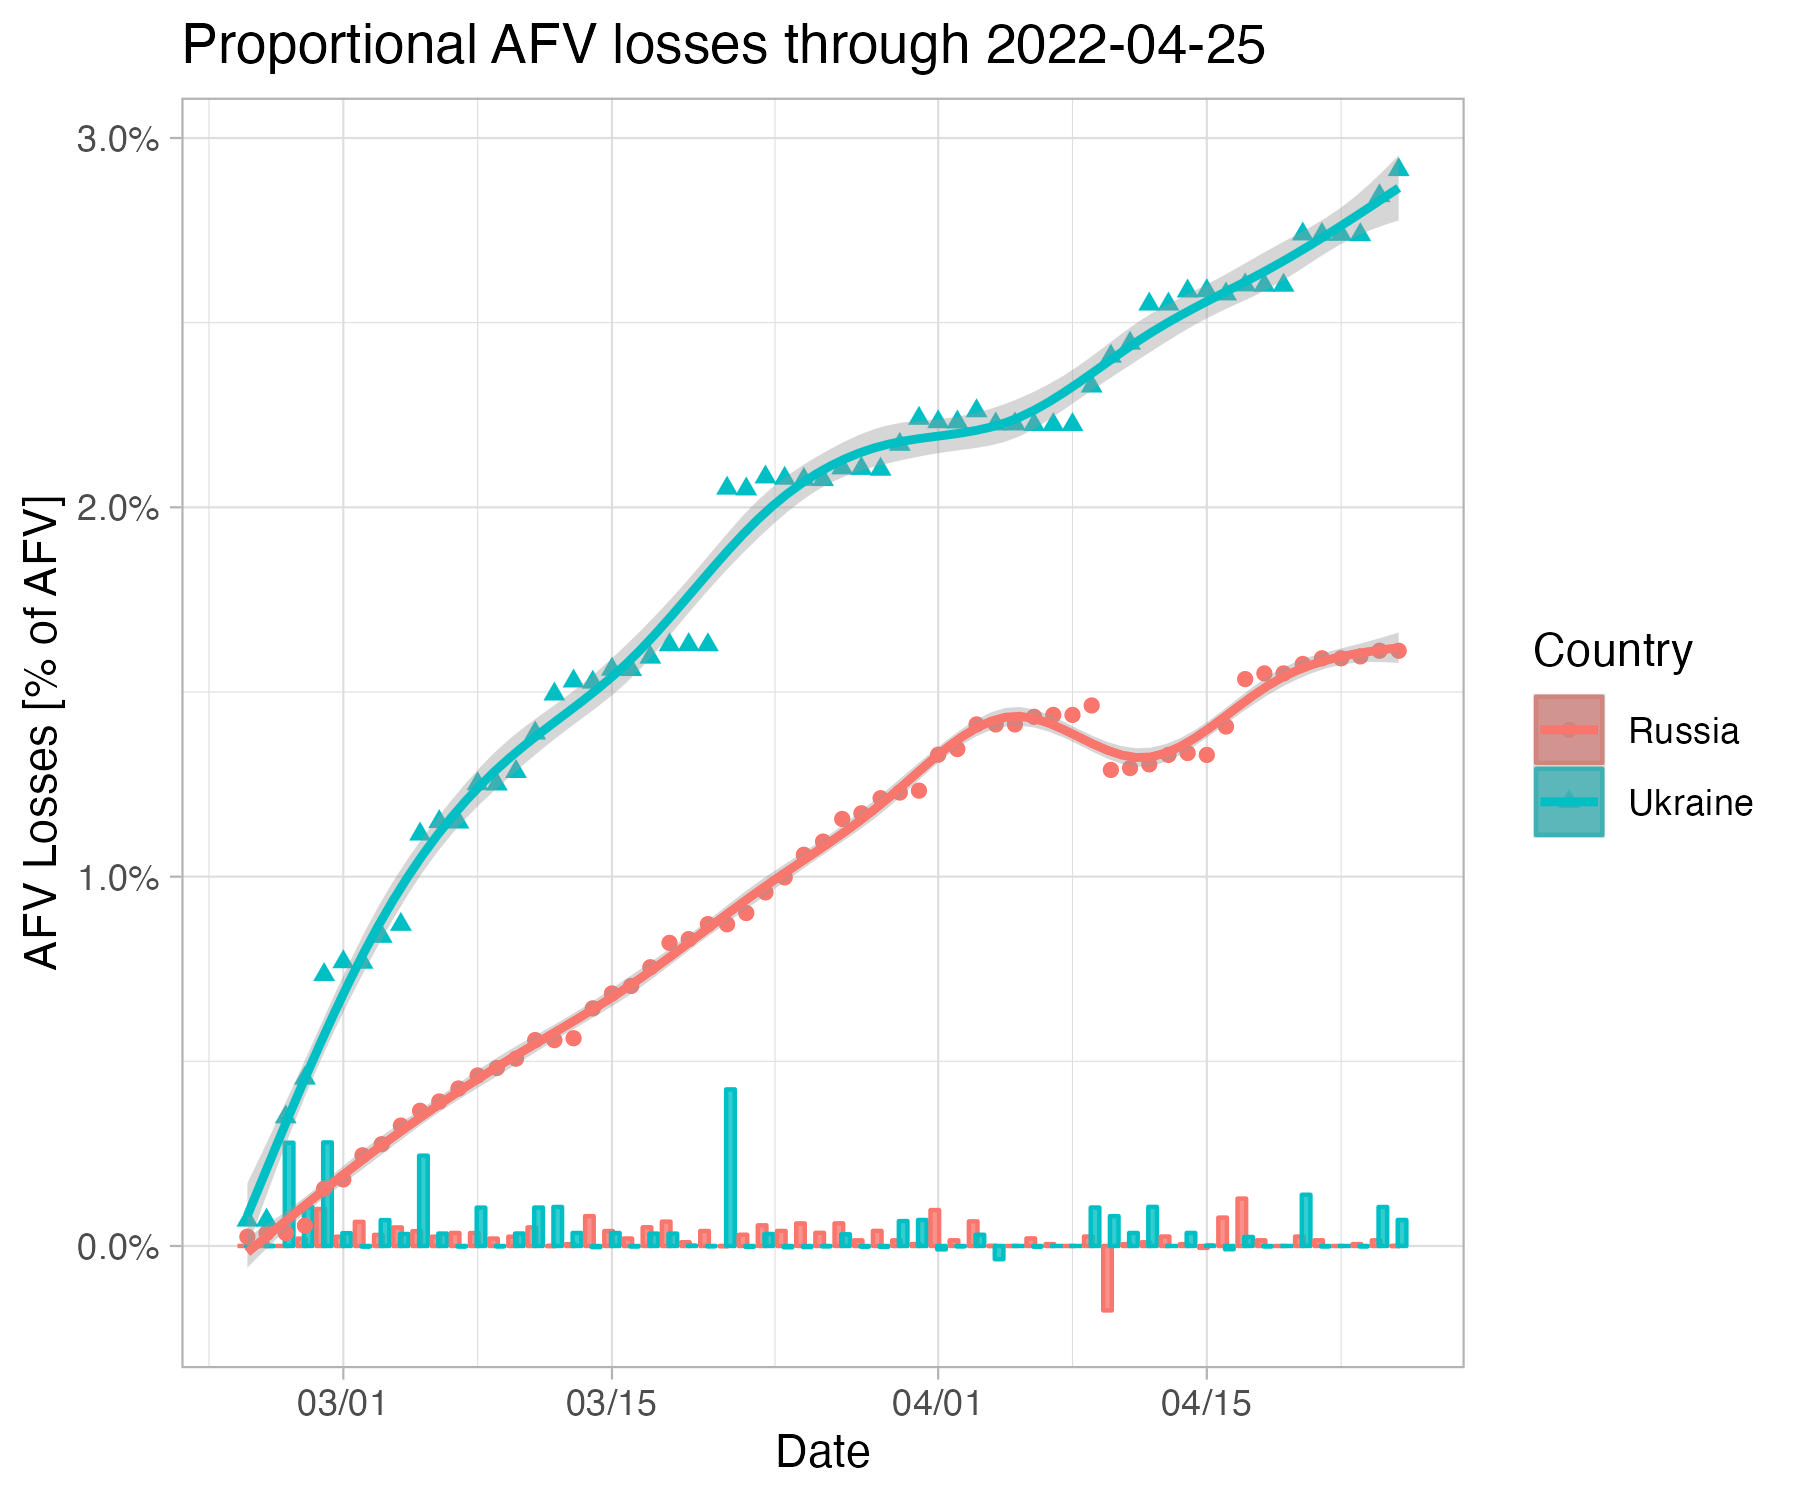 Proportional AFV losses through 2022-04-25
3.0%
2.0%
1.0%
0.0%
AFV Losses [% of AFV]
03/01
03/15
04/01
04/15
Date
Country
Russia
Ukraine